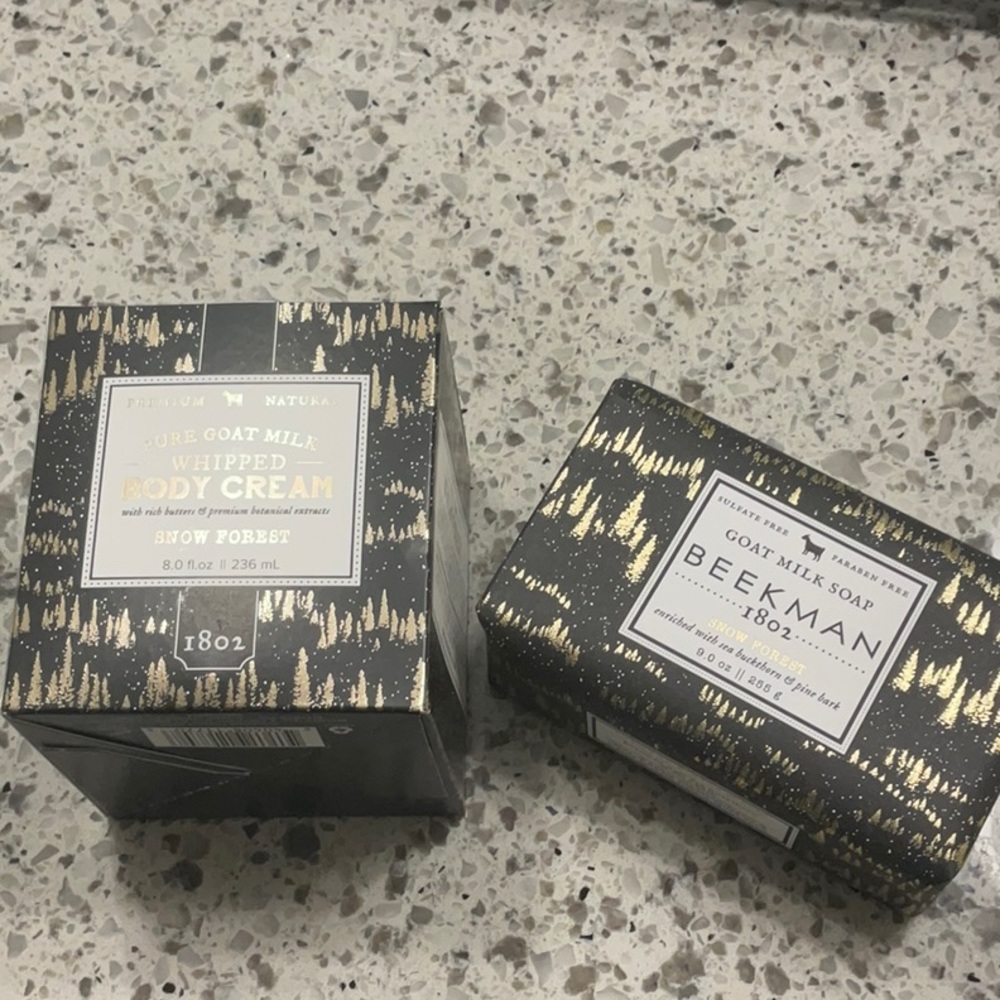 PREMIUM NATURAL
PURE GOAT MILK
WHIPPED
BODY CREAM
with rich butters & premium botanical extracts
SNOW FOREST
8.0 fl.oz || 236 mL
1802
SULFATE FREE PARABEN FREE
GOAT MILK SOAP
BEEKMAN
1802
SNOW FOREST
enriched with sea buckthorn & pine bark
9.0 oz || 255 g